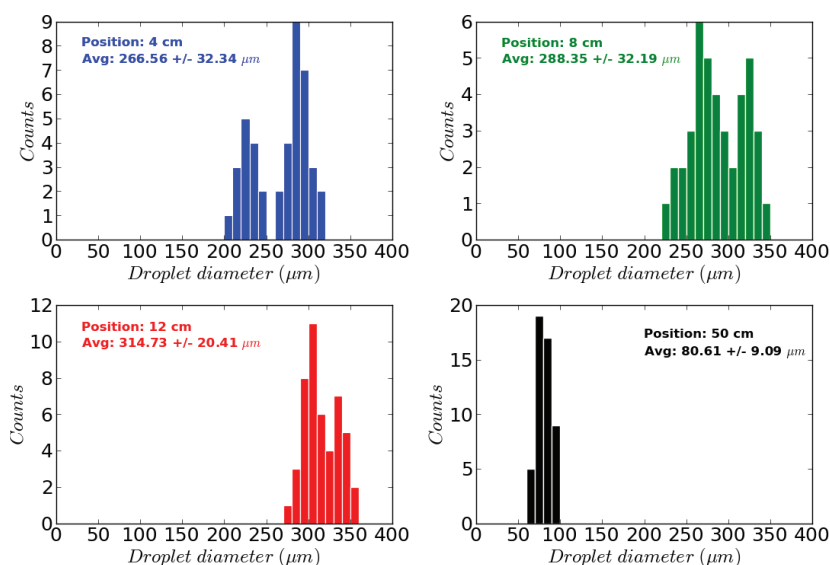 9
8
7
6
5
4
3
2
1
0
Counts
Position: 4 cm
Avg: 266.56 +/- 32.34 μm
0 50 100 150 200 250 300 350 400
Droplet diameter (μm)
6
5
4
3
2
1
0
Counts
Position: 8 cm
Avg: 288.35 +/- 32.19 μm
0 50 100 150 200 250 300 350 400
Droplet diameter (μm)
12
10
8
6
4
2
0
Counts
Position: 12 cm
Avg: 314.73 +/- 20.41 μm
0 50 100 150 200 250 300 350 400
Droplet diameter (μm)
20
15
10
5
0
Counts
Position: 50 cm
Avg: 80.61 +/- 9.09 μm
0 50 100 150 200 250 300 350 400
Droplet diameter (μm)